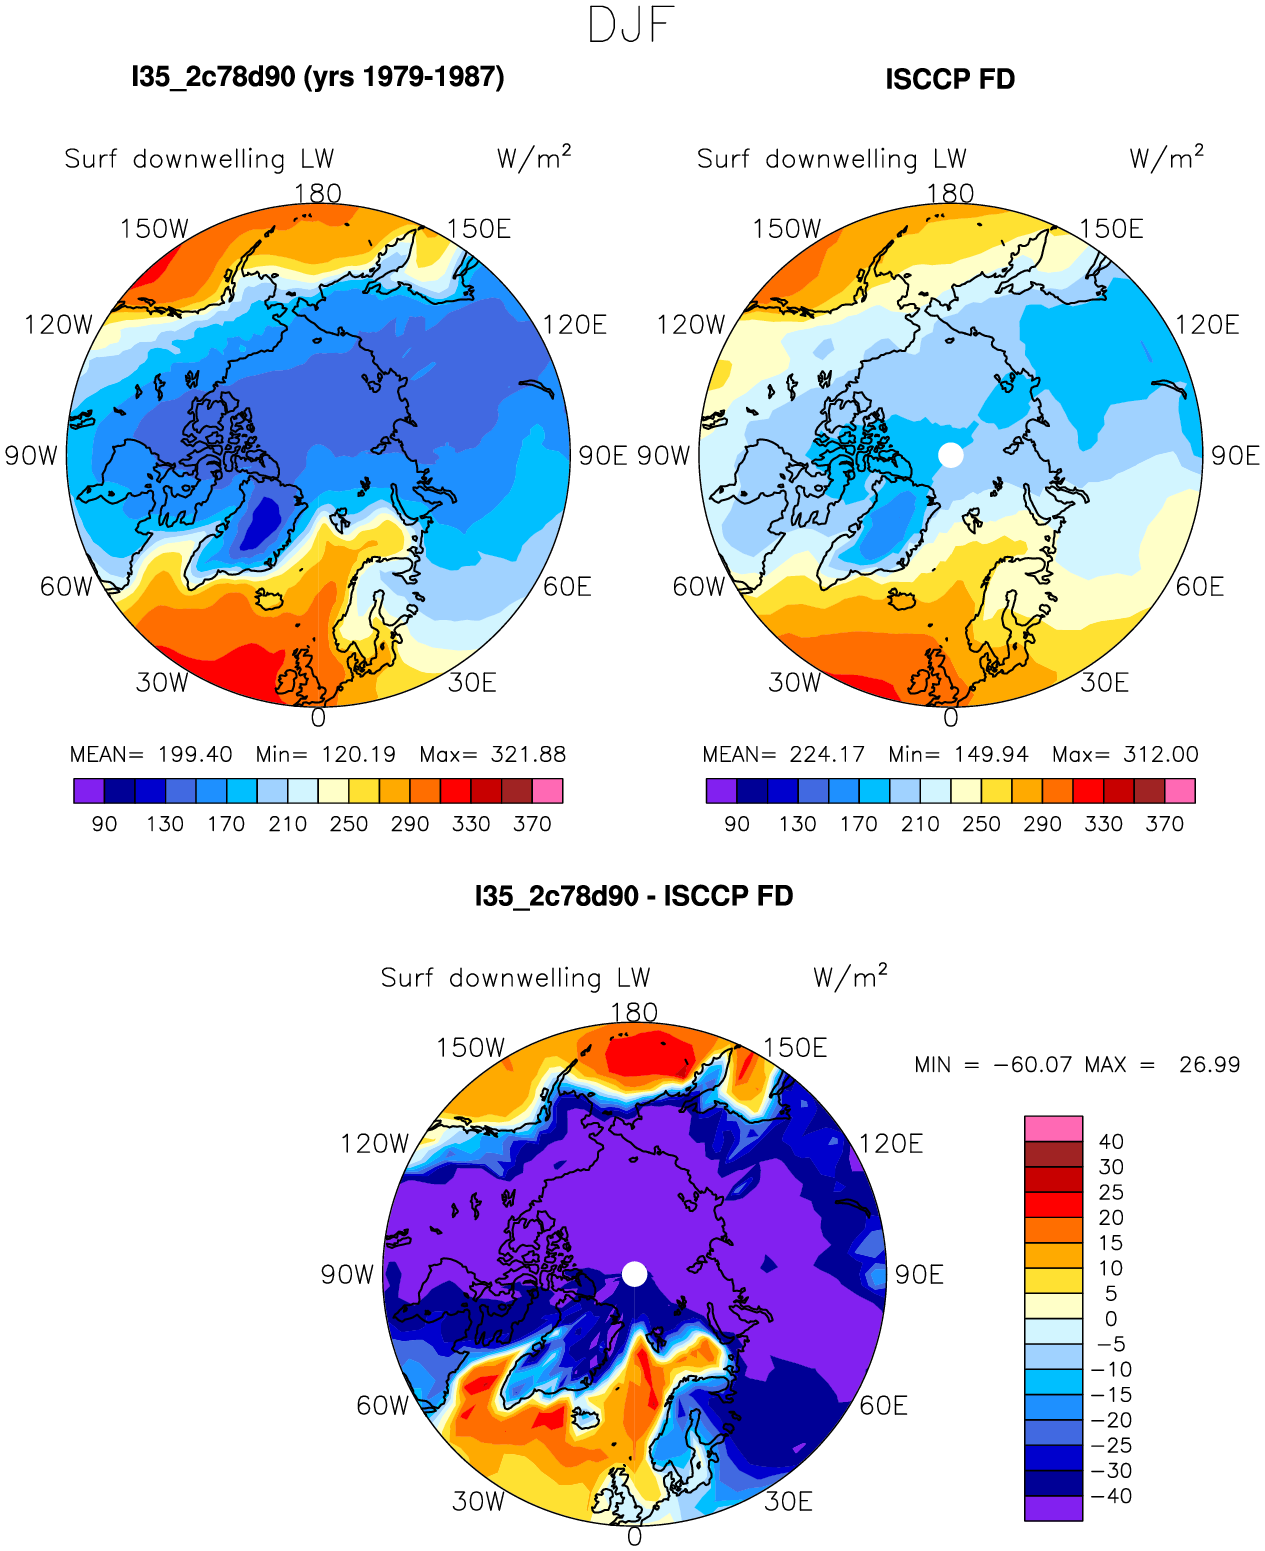 DJF
I35_2c78d90 (yrs 1979-1987)
ISCCP FD
Surf downwelling LW W/m²
Surf downwelling LW W/m²
180
150W 150E
120W 120E
90W 90E
60W 60E
30W 30E
0
180
150W 150E
120W 120E
90W 90E
60W 60E
30W 30E
0
MEAN= 199.40 Min= 120.19 Max= 321.88
90 130 170 210 250 290 330 370
MEAN= 224.17 Min= 149.94 Max= 312.00
90 130 170 210 250 290 330 370
I35_2c78d90 - ISCCP FD
Surf downwelling LW W/m²
180
150W 150E
120W 120E
90W 90E
60W 60E
30W 30E
0
MIN = −60.07 MAX = 26.99
40
30
25
20
15
10
5
0
−5
−10
−15
−20
−25
−30
−40